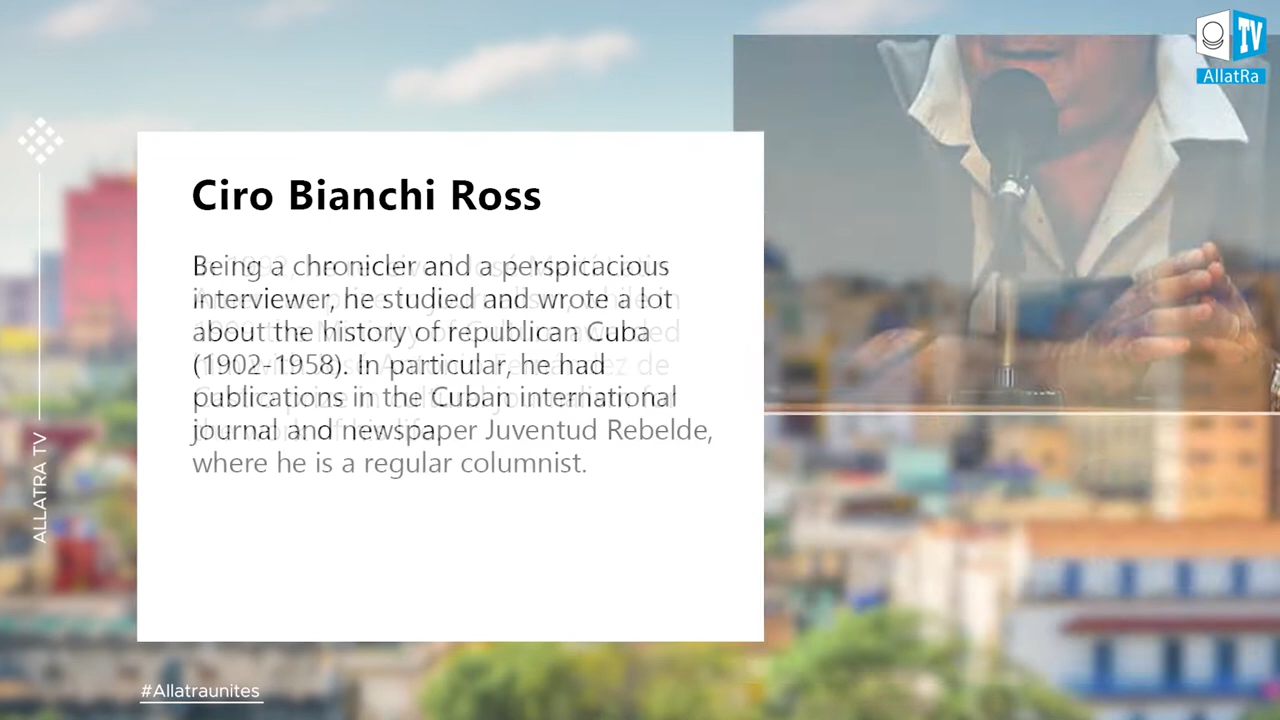 TV
AllatRa
Ciro Bianchi Ross
Being a chronicler and a perspicacious
interviewer, he studied and wrote a lot
about the history of republican Cuba
(1902-1958). In particular, he had
publications in the Cuban international
journal and newspaper Juventud Rebelde,
where he is a regular columnist.
ALLATRA TV
#Allatraunites